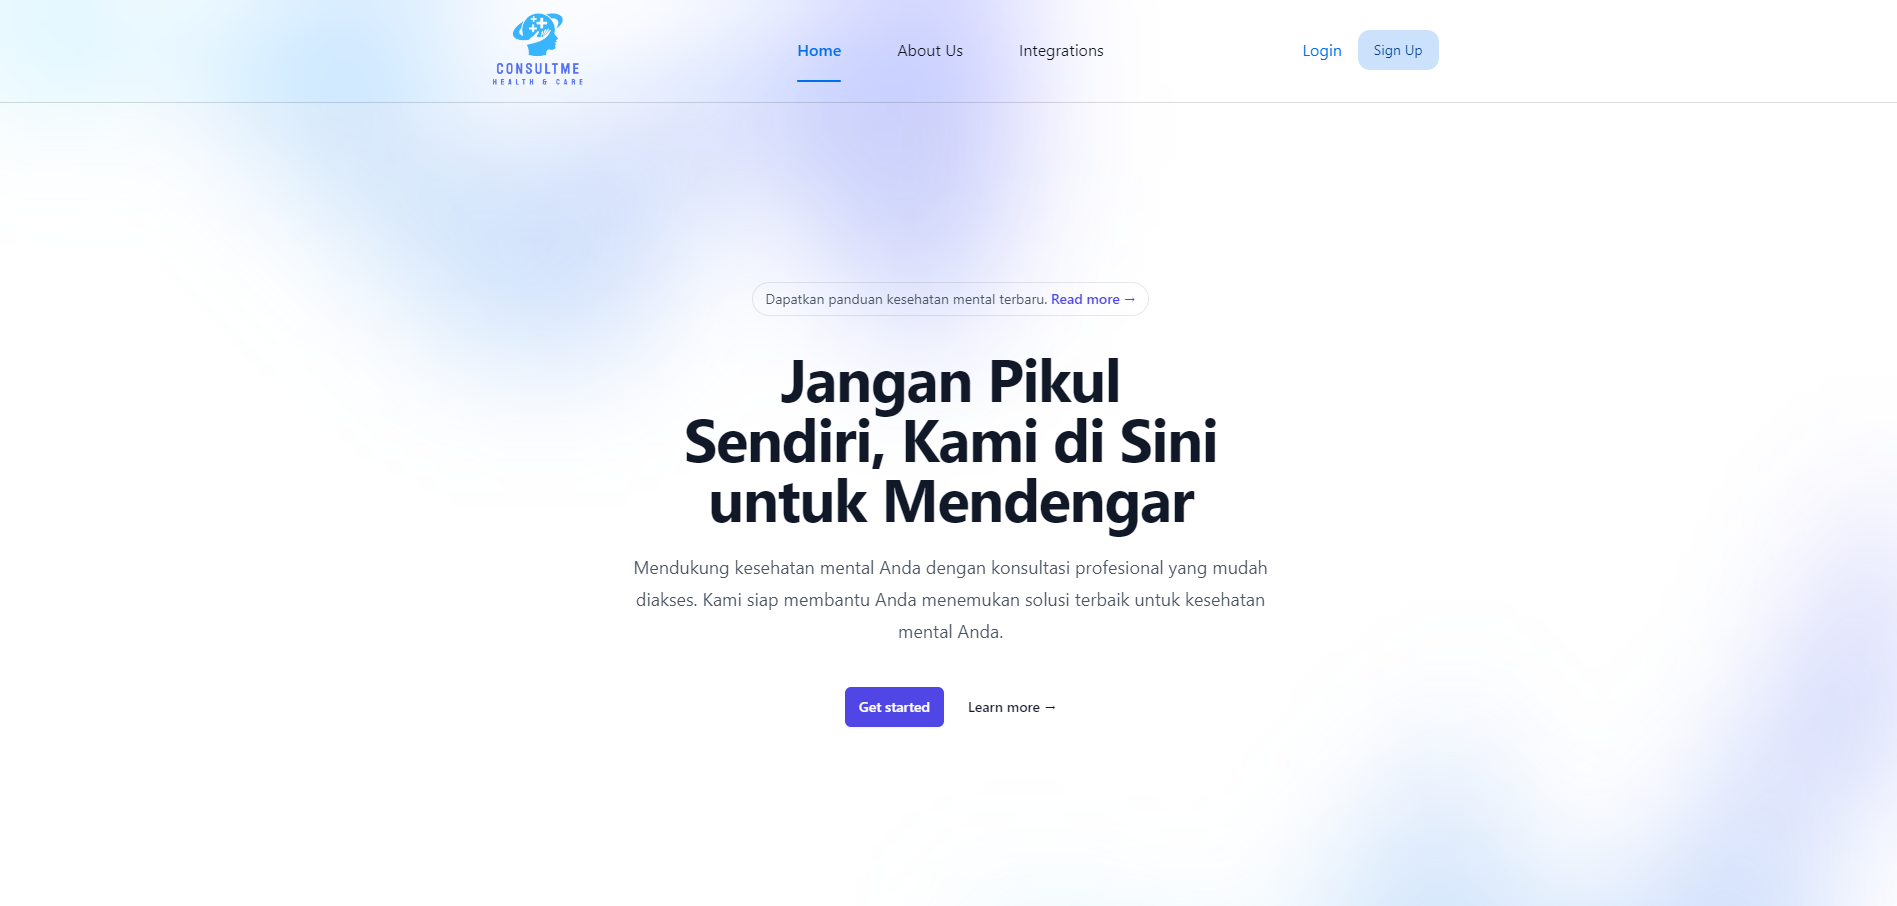 CONSULTME
HEALTH & CARE
Home
About Us
Integrations
Login
Sign Up
Dapatkan panduan kesehatan mental terbaru. Read more →
Jangan Pikul
Sendiri, Kami di Sini
untuk Mendengar
Mendukung kesehatan mental Anda dengan konsultasi profesional yang mudah
diakses. Kami siap membantu Anda menemukan solusi terbaik untuk kesehatan
mental Anda.
Get started
Learn more →